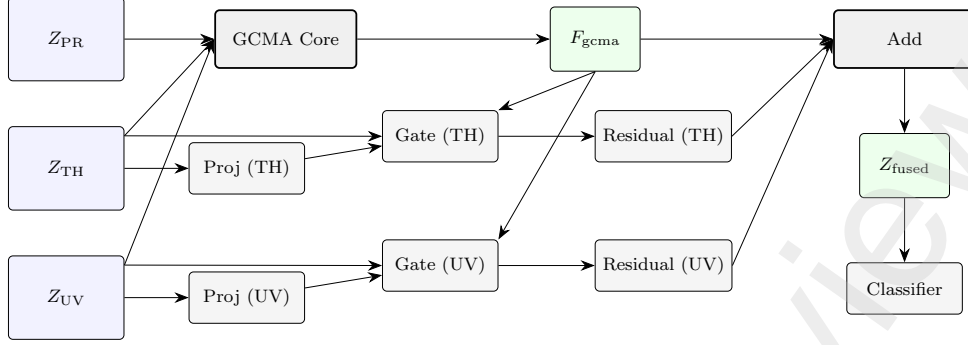 Z_PR
GCMA Core
F_gcma
Add
Z_TH
Gate (TH)
Residual (TH)
Proj (TH)
Z_fused
Z_UV
Gate (UV)
Residual (UV)
Proj (UV)
Classifier
view